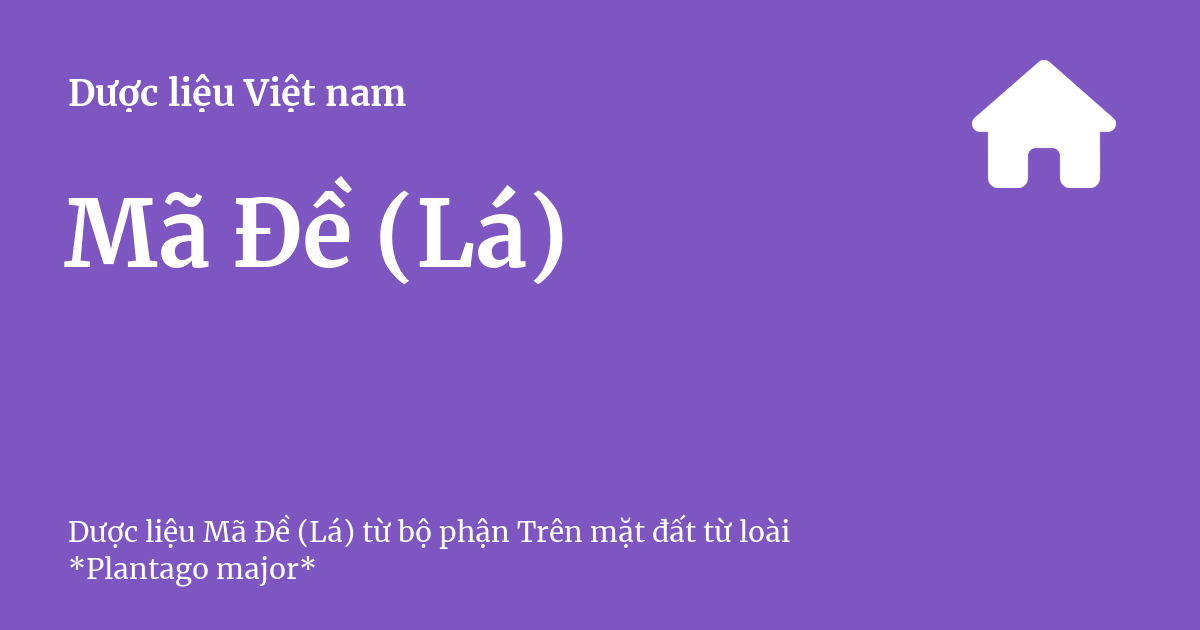 Dược liệu Việt nam
Mã Đề (Lá)
Dược liệu Mã Đề (Lá) từ bộ phận Trên mặt đất từ loài
*Plantago major*